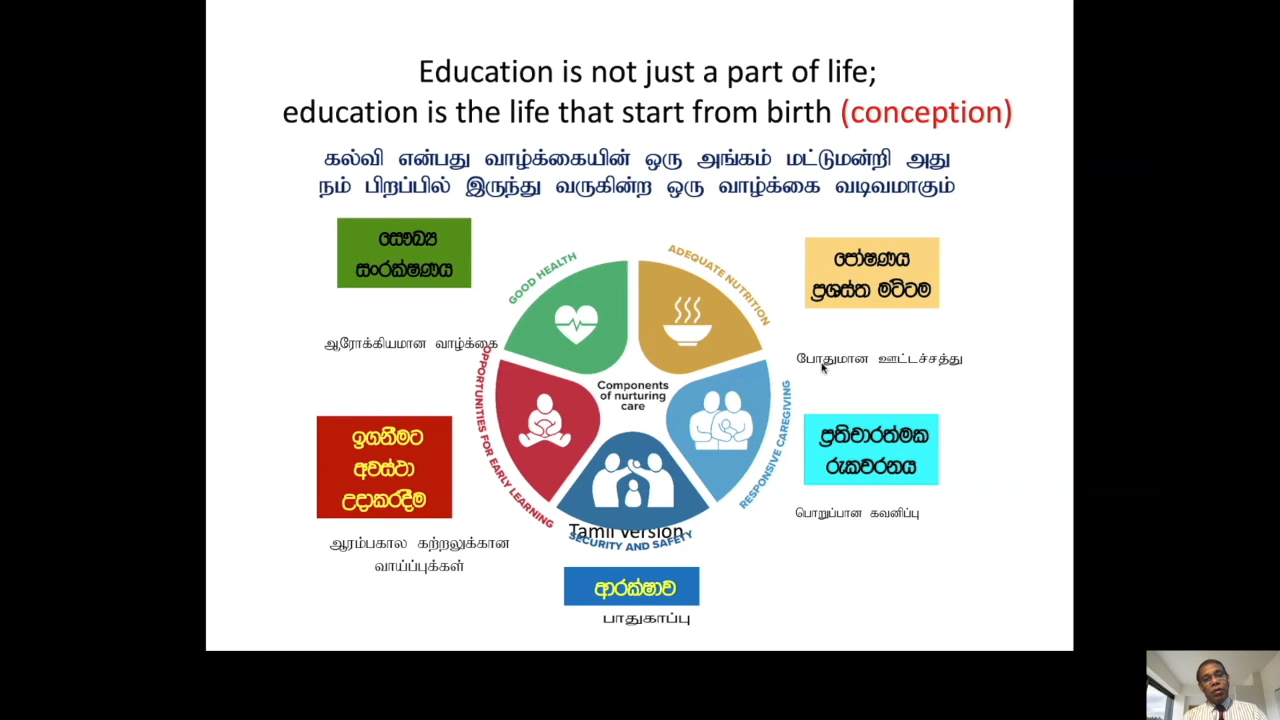 Education is not just a part of life;
education is the life that start from birth (conception)
கல்வி என்பது வாழ்க்கையின் ஒரு அங்கம் மட்டுமன்றி அது
நம் பிறப்பில் இருந்து வருகின்ற ஒரு வாழ்க்கை வடிவமாகும்
සෞඛ්‍ය
සංරක්ෂණය
ஆரோக்கியமான வாழ்க்கை
GOOD HEALTH
ADEQUATE NUTRITION
පෝෂණය
ප්‍රශස්ත මට්ටම
போதுமான ஊட்டச்சத்து
Components
of nurturing
care
OPPORTUNITIES FOR EARLY LEARNING
RESPONSIVE CAREGIVING
ඉගනීමට
අවස්ථා
උදාකරදීම
ஆரம்பகால கற்றலுக்கான
வாய்ப்புக்கள்
ප්‍රතිචාරත්මක
රුකවරනය
பொறுப்பான கவனிப்பு
Tamil Version
SECURITY AND SAFETY
ආරක්ෂාව
பாதுகாப்பு